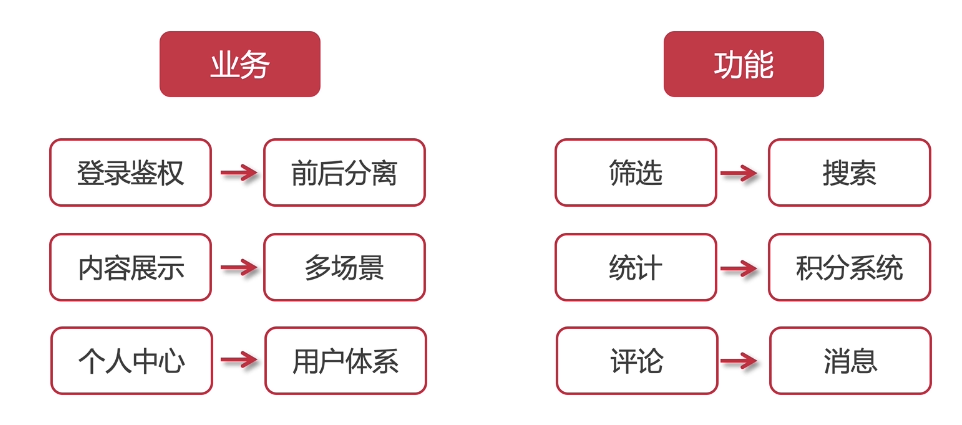 业务
登录鉴权
前后分离
内容展示
多场景
个人中心
用户体系
功能
筛选
搜索
统计
积分系统
评论
消息